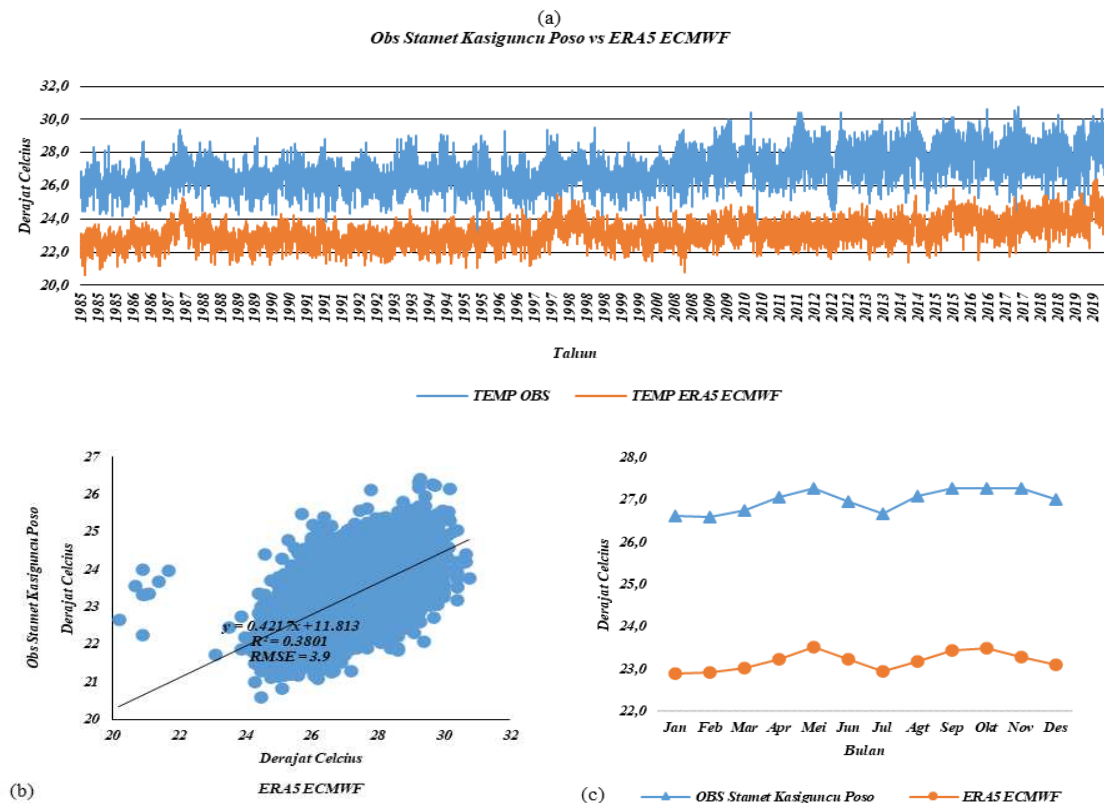 (a)
Obs Stamet Kasiguncu Poso vs ERA5 ECMWF
Derajat Celcius
32,0
30,0
28,0
26,0
24,0
22,0
20,0
1985 1985 1985 1986 1986 1987 1987 1988 1988 1989 1989 1990 1990 1991 1991 1992 1992 1993 1993 1994 1994 1995 1995 1996 1996 1997 1997 1998 1998 1999 1999 2000 2008 2008 2009 2009 2010 2010 2011 2011 2012 2012 2013 2013 2014 2014 2015 2015 2016 2016 2017 2017 2018 2018 2019 2019
Tahun
TEMP OBS TEMP ERA5 ECMWF
Obs Stamet Kasiguncu Poso
Derajat Celcius
27
26
25
24
23
22
21
20
y = 0.4217x + 11.813
R² = 0.3801
RMSE = 3.9
20 22 24 26 28 30 32
Derajat Celcius
ERA5 ECMWF
(b)
Derajat Celcius
28,0
27,0
26,0
25,0
24,0
23,0
22,0
Jan Feb Mar Apr Mei Jun Jul Agt Sep Okt Nov Des
Bulan
(c)
OBS Stamet Kasiguncu Poso ERA5 ECMWF